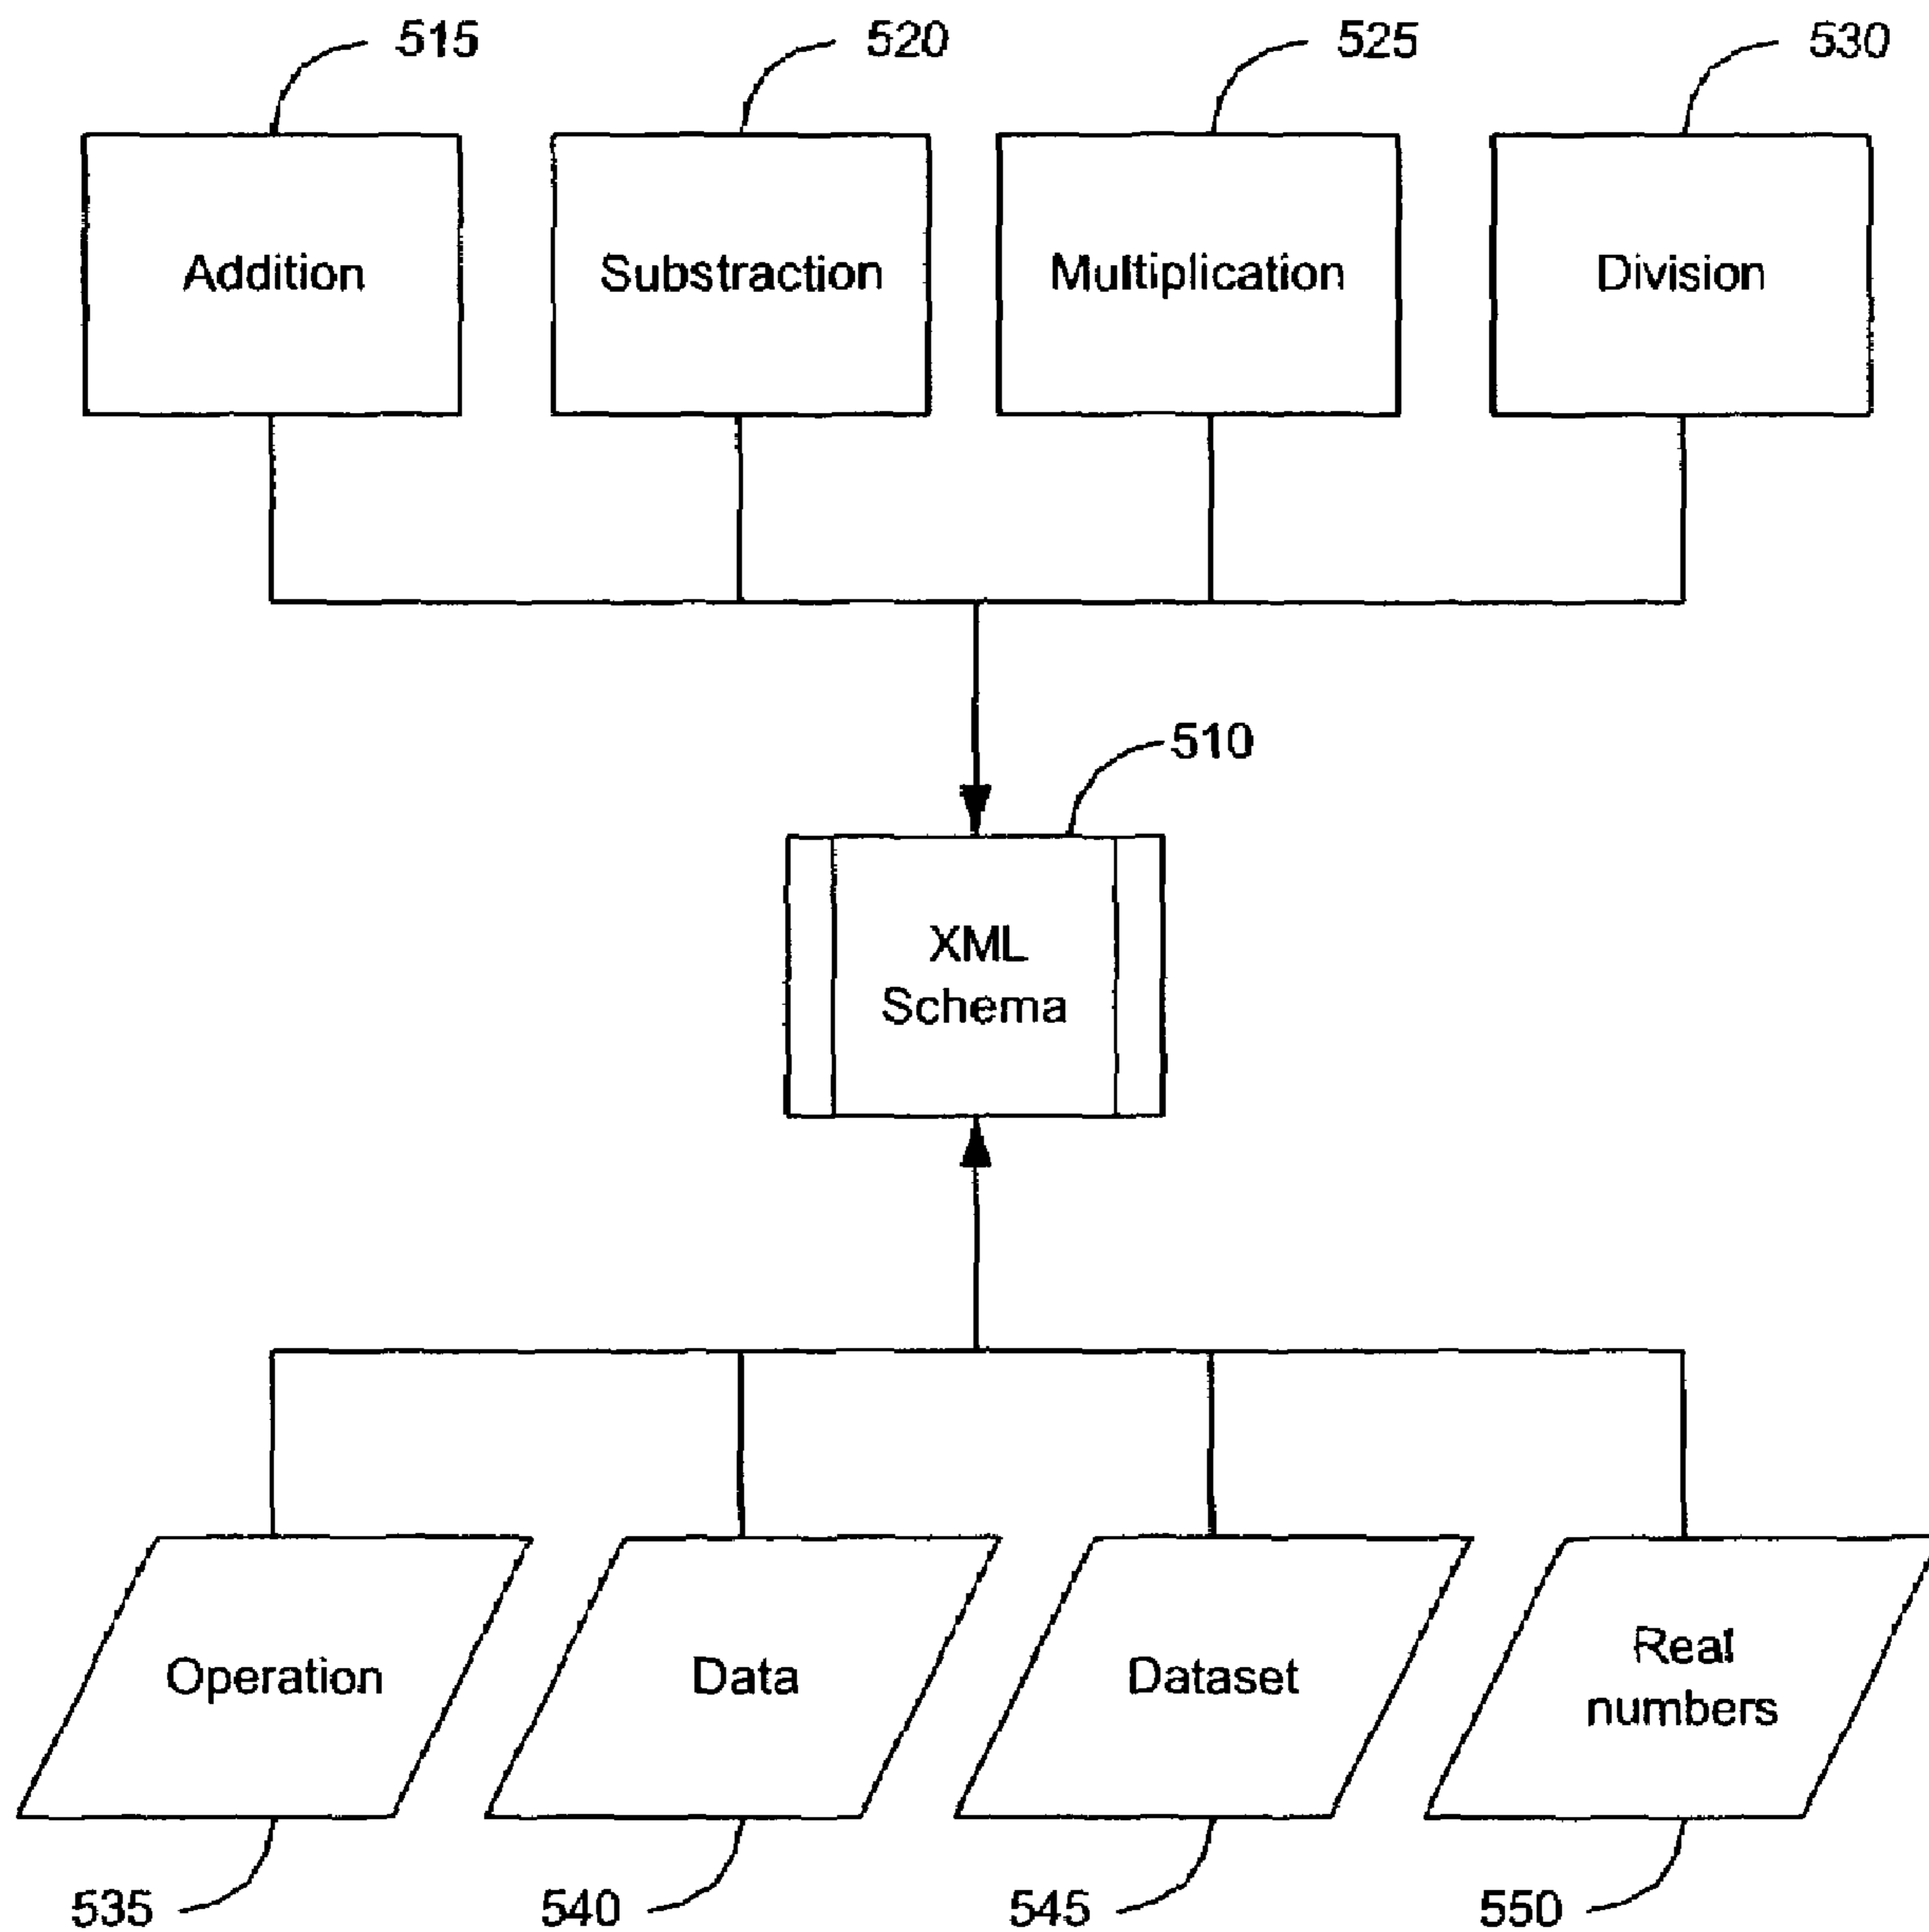 515
520
525
530
Addition
Substraction
Multiplication
Division
510
XML
Schema
Operation
Data
Dataset
Real
numbers
535
540
545
550